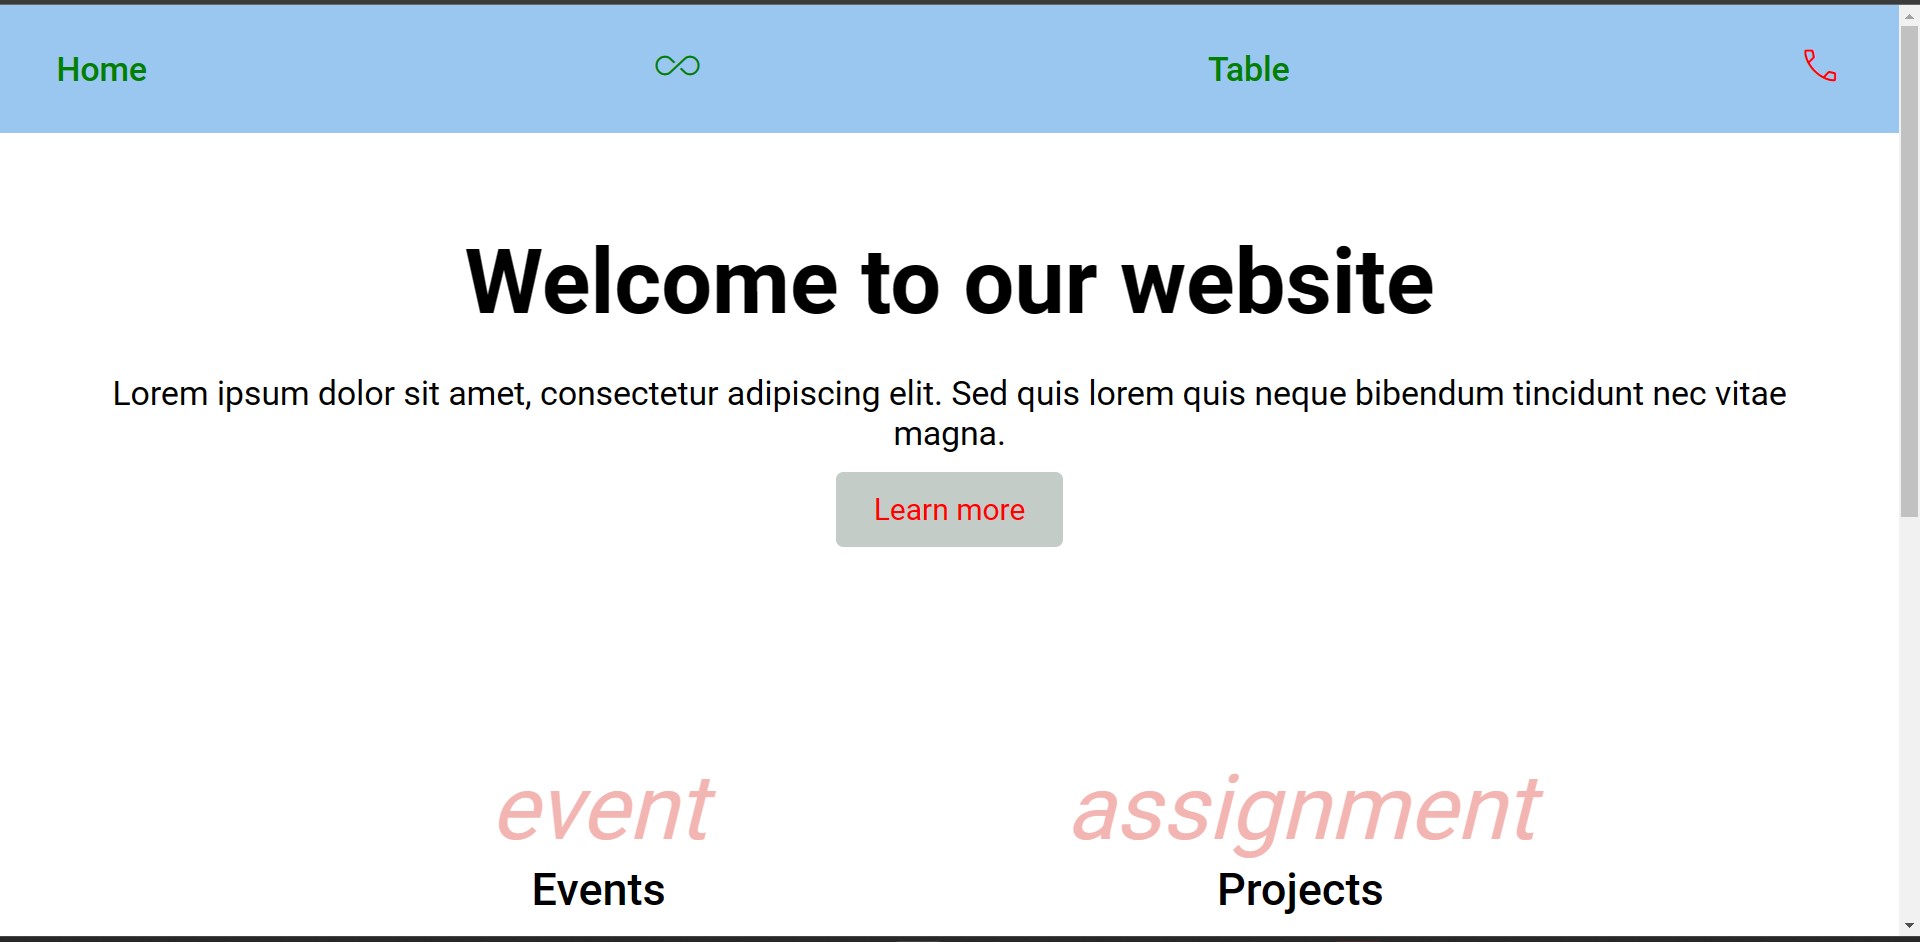 Home
Table
Welcome to our website
Lorem ipsum dolor sit amet, consectetur adipiscing elit. Sed quis lorem quis neque bibendum tincidunt nec vitae
magna.
Learn more
event
assignment
Events
Projects